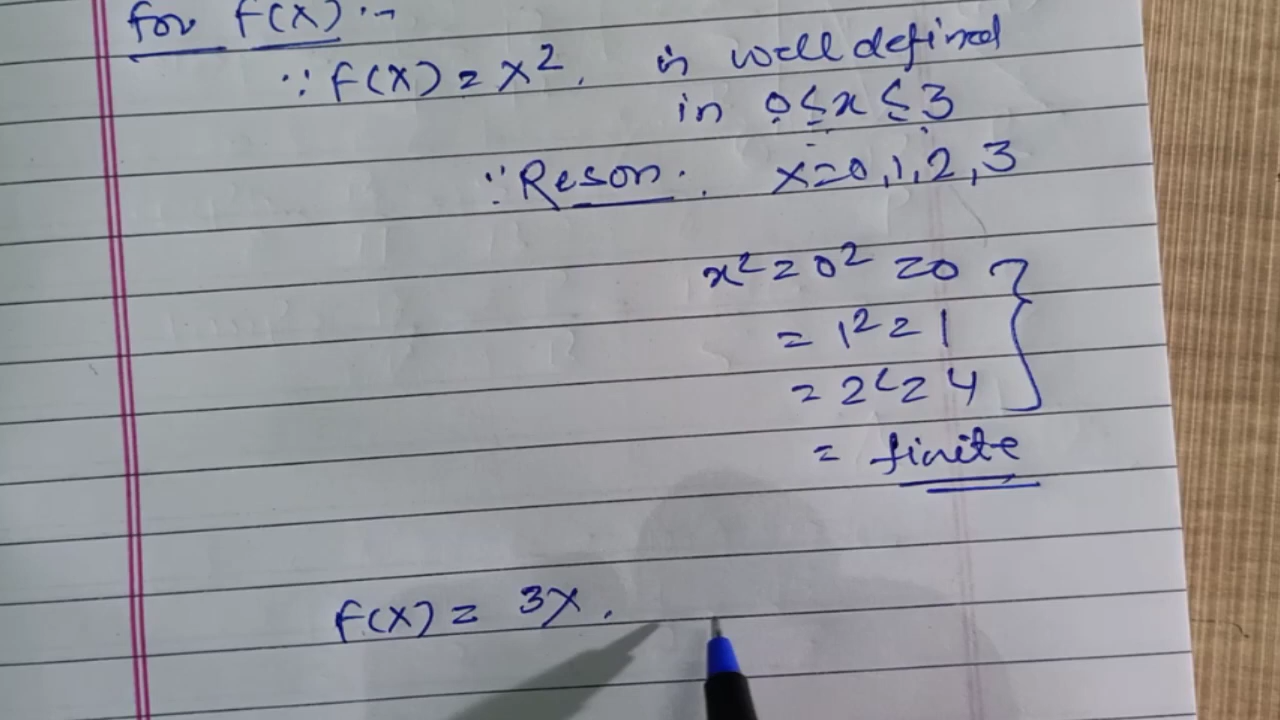 for f(x) :-
∵ f(x) = x², is well defined
in 0 ≤ x ≤ 3
∵ Reson. x=0,1,2,3
x² = 0² = 0
= 1² = 1
= 2² = 4
= finite
f(x) = 3x.